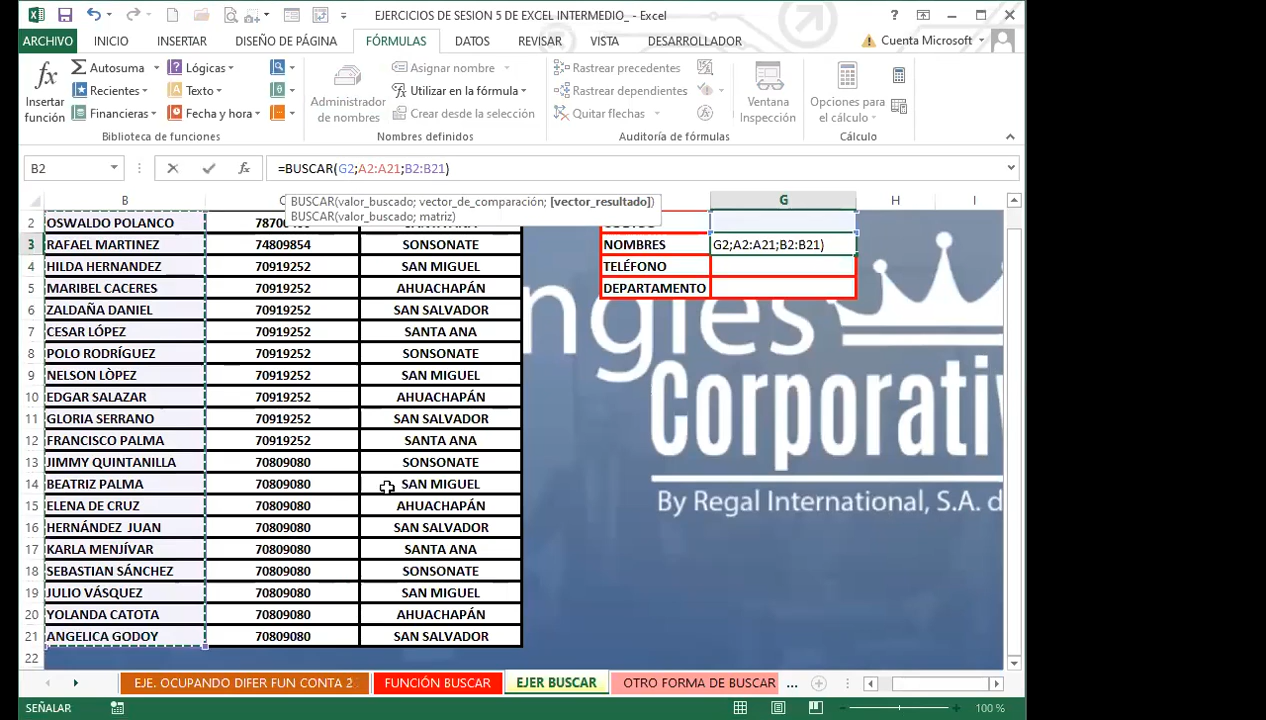 EJERCICIOS DE SESION 5 DE EXCEL INTERMEDIO_ - Excel
ARCHIVO INICIO INSERTAR DISEÑO DE PÁGINA FÓRMULAS DATOS REVISAR VISTA DESARROLLADOR Cuenta Microsoft
fx Insertar función
Autosuma
Recientes
Financieras
Lógicas
Texto
Fecha y hora
Biblioteca de funciones
Administrador de nombres
Asignar nombre
Utilizar en la fórmula
Crear desde la selección
Nombres definidos
Rastrear precedentes
Rastrear dependientes
Quitar flechas
Auditoría de fórmulas
Ventana Inspección
Opciones para el cálculo
Cálculo
B2 fx =BUSCAR(G2;A2:A21;B2:B21)
BUSCAR(valor_buscado; vector_de_comparación; [vector_resultado])
BUSCAR(valor_buscado; matriz)
B G H I
2 OSWALDO POLANCO
3 RAFAEL MARTINEZ 74809854 SONSONATE NOMBRES G2;A2:A21;B2:B21)
4 HILDA HERNANDEZ 70919252 SAN MIGUEL TELÉFONO
5 MARIBEL CACERES 70919252 AHUACHAPÁN DEPARTAMENTO
6 ZALDAÑA DANIEL 70919252 SAN SALVADOR
7 CESAR LÓPEZ 70919252 SANTA ANA
8 POLO RODRÍGUEZ 70919252 SONSONATE
9 NELSON LÒPEZ 70919252 SAN MIGUEL
10 EDGAR SALAZAR 70919252 AHUACHAPÁN
11 GLORIA SERRANO 70919252 SAN SALVADOR
12 FRANCISCO PALMA 70919252 SANTA ANA
13 JIMMY QUINTANILLA 70809080 SONSONATE
14 BEATRIZ PALMA 70809080 SAN MIGUEL
15 ELENA DE CRUZ 70809080 AHUACHAPÁN
16 HERNÁNDEZ JUAN 70809080 SAN SALVADOR
17 KARLA MENJÍVAR 70809080 SANTA ANA
18 SEBASTIAN SÁNCHEZ 70809080 SONSONATE
19 JULIO VÁSQUEZ 70809080 SAN MIGUEL
20 YOLANDA CATOTA 70809080 AHUACHAPÁN
21 ANGELICA GODOY 70809080 SAN SALVADOR
22
ngles
Corporativ
By Regal International, S.A. d
EJE. OCUPANDO DIFER FUN CONTA 2 FUNCIÓN BUSCAR EJER BUSCAR OTRO FORMA DE BUSCAR ...
SEÑALAR 100 %